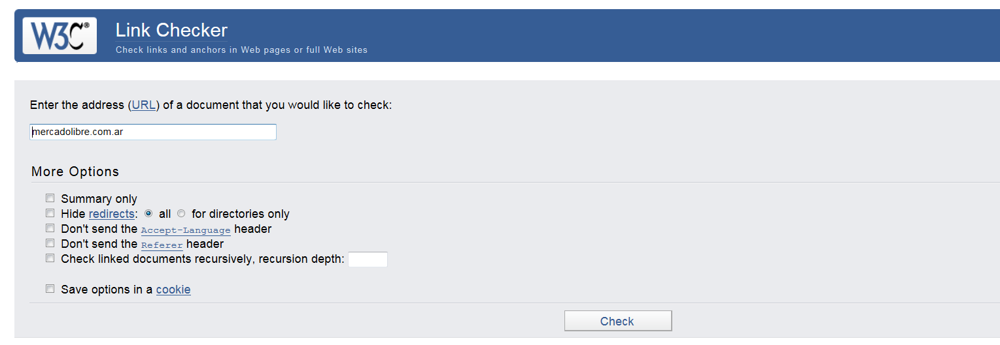 W3C® Link Checker
Check links and anchors in Web pages or full Web sites
Enter the address (URL) of a document that you would like to check:
mercadolibre.com.ar
More Options
Summary only
Hide redirects: all for directories only
Don't send the Accept-Language header
Don't send the Referer header
Check linked documents recursively, recursion depth:
Save options in a cookie
Check